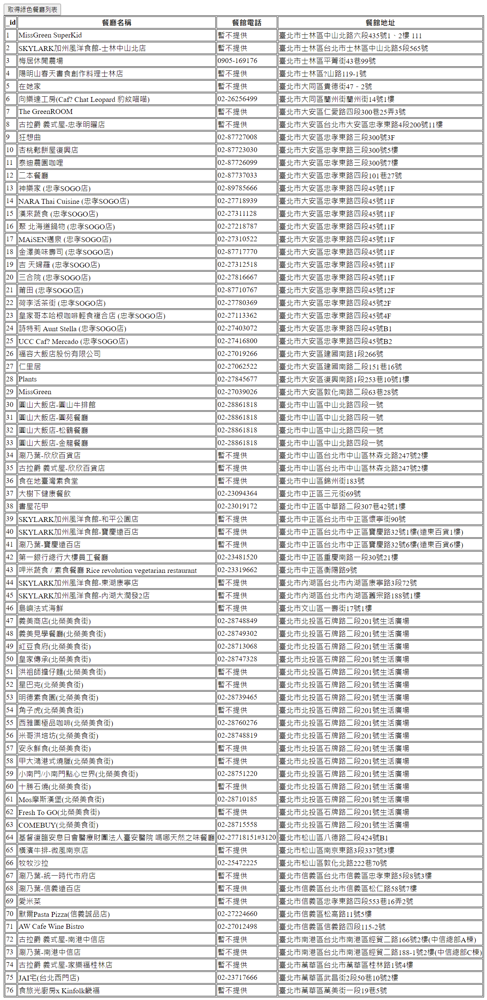 取得綠色餐廳列表
_id 餐廳名稱 餐館電話 餐館地址
1 MissGreen SuperKid 暫不提供 臺北市士林區中山北路六段435號1、2樓 111
2 SKYLARK加州風洋食館-士林中山北店 暫不提供 臺北市士林區台北市士林區中山北路5段565號
3 梅居休閒農場 0905-169176 臺北市士林區平菁街43巷99號
4 陽明山春天書食創作料理士林店 暫不提供 臺北市士林區?山路119-1號
5 在她家 暫不提供 臺北市大同區貴德街47－2號
6 向樂達工房(Caf? Chat Leopard 豹紋喵喵) 02-26256499 臺北市大同區蘭州街蘭州街14號1樓
7 The GreenROOM 暫不提供 臺北市大安區仁愛路四段300巷25弄3號
8 古拉爵 義式屋-忠孝明曜店 暫不提供 臺北市大安區台北市大安區忠孝東路4段200號11樓
9 狂想曲 02-87727008 臺北市大安區忠孝東路三段300號3F
10 杏桃鬆餅屋復興店 02-87723030 臺北市大安區忠孝東路三段300號5樓
11 泰迪農園咖哩 02-87726099 臺北市大安區忠孝東路三段300號7樓
12 二本餐廳 02-87737033 臺北市大安區忠孝東路四段101巷27號
13 神樂家 (忠孝SOGO店) 02-89785666 臺北市大安區忠孝東路四段45號11F
14 NARA Thai Cuisine (忠孝SOGO店) 02-27718939 臺北市大安區忠孝東路四段45號11F
15 漢來蔬食 (忠孝SOGO店) 02-27311128 臺北市大安區忠孝東路四段45號11F
16 聚 北海道鍋物 (忠孝SOGO店) 02-27218787 臺北市大安區忠孝東路四段45號11F
17 MAiSEN邁泉 (忠孝SOGO店) 02-27310522 臺北市大安區忠孝東路四段45號11F
18 金澤美味壽司 (忠孝SOGO店) 02-87717770 臺北市大安區忠孝東路四段45號11F
19 吉 天婦羅 (忠孝SOGO店) 02-27312518 臺北市大安區忠孝東路四段45號11F
20 三合院 (忠孝SOGO店) 02-27816667 臺北市大安區忠孝東路四段45號11F
21 莆田 (忠孝SOGO店) 02-87710767 臺北市大安區忠孝東路四段45號12F
22 荷李活茶街 (忠孝SOGO店) 02-27780369 臺北市大安區忠孝東路四段45號2F
23 皇家哥本哈根咖啡輕食複合店 (忠孝SOGO店) 02-27113362 臺北市大安區忠孝東路四段45號4F
24 詩特莉 Aunt Stella (忠孝SOGO店) 02-27403072 臺北市大安區忠孝東路四段45號B1
25 UCC Caf? Mercado (忠孝SOGO店) 02-27416800 臺北市大安區忠孝東路四段45號B2
26 福容大飯店股份有限公司 02-27019266 臺北市大安區建國南路1段266號
27 仁里居 02-27062522 臺北市大安區建國南路二段151巷16號
28 Plants 02-27845677 臺北市大安區復興南路1段253巷10號1樓
29 MissGreen 02-27039026 臺北市大安區敦化南路二段63巷28號
30 圓山大飯店-圓山牛排館 02-28861818 臺北市中山區中山北路四段一號
31 圓山大飯店-圓苑餐廳 02-28861818 臺北市中山區中山北路四段一號
32 圓山大飯店-松鶴餐廳 02-28861818 臺北市中山區中山北路四段一號
33 圓山大飯店-金龍餐廳 02-28861818 臺北市中山區中山北路四段一號
34 涮乃葉-欣欣百貨店 暫不提供 臺北市中山區台北市中山區林森北路247號2樓
35 古拉爵 義式屋-欣欣百貨店 暫不提供 臺北市中山區台北市中山區林森北路247號2樓
36 食在地臺灣素食堂 暫不提供 臺北市中山區錦州街183號
37 大樹下健康餐飲 02-23094364 臺北市中正區三元街69號
38 書屋花甲 02-23019172 臺北市中正區中華路二段307巷42號1樓
39 SKYLARK加州風洋食館-和平公園店 暫不提供 臺北市中正區台北市中正區懷寧街90號
40 SKYLARK加州風洋食館-寶慶遠百店 暫不提供 臺北市中正區台北市中正區寶慶路32號1樓(遠東百貨1樓)
41 涮乃葉-寶慶遠百店 暫不提供 臺北市中正區台北市中正區寶慶路32號6樓(遠東百貨6樓)
42 第一銀行總行大樓員工餐廳 02-23481520 臺北市中正區重慶南路一段30號21樓
43 呷米蔬食 / 素食餐廳 Rice revolution vegetarian restaurant 02-23319662 臺北市中正區衡陽路9號
44 SKYLARK加州風洋食館-東湖康寧店 暫不提供 臺北市內湖區台北市內湖區康寧路3段72號
45 SKYLARK加州風洋食館-內湖大潤發2店 暫不提供 臺北市內湖區台北市內湖區舊宗路188號1樓
46 島嶼法式海鮮 暫不提供 臺北市文山區一壽街17號1樓
47 義美商店(北榮美食街) 02-28748849 臺北市北投區石牌路二段201號生活廣場
48 義美見學餐廳(北榮美食街) 02-28749302 臺北市北投區石牌路二段201號生活廣場
49 紅豆食府(北榮美食街) 02-28713068 臺北市北投區石牌路二段201號生活廣場
50 皇家傳承(北榮美食街) 02-28747328 臺北市北投區石牌路二段201號生活廣場
51 洪祖師擔仔麵(北榮美食街) 暫不提供 臺北市北投區石牌路二段201號生活廣場
52 星巴克(北榮美食街) 暫不提供 臺北市北投區石牌路二段201號生活廣場
53 明德素食園(北榮美食街) 02-28739465 臺北市北投區石牌路二段201號生活廣場
54 角子虎(北榮美食街) 暫不提供 臺北市北投區石牌路二段201號生活廣場
55 西雅圖極品咖啡(北榮美食街) 02-28760276 臺北市北投區石牌路二段201號生活廣場
56 米哥洪培坊(北榮美食街) 02-28748819 臺北市北投區石牌路二段201號生活廣場
57 安永鮮食(北榮美食街) 暫不提供 臺北市北投區石牌路二段201號生活廣場
58 甲大鴻港式燒臘(北榮美食街) 暫不提供 臺北市北投區石牌路二段201號生活廣場
59 小南門/小南門點心世界(北榮美食街) 02-28751220 臺北市北投區石牌路二段201號生活廣場
60 十勝石燒(北榮美食街) 暫不提供 臺北市北投區石牌路二段201號生活廣場
61 Mos摩斯漢堡(北榮美食街) 02-28710185 臺北市北投區石牌路二段201號生活廣場
62 Fresh To GO(北榮美食街) 暫不提供 臺北市北投區石牌路二段201號生活廣場
63 COMEBUY(北榮美食街) 02-28715558 臺北市北投區石牌路二段201號生活廣場
64 基督復臨安息日會醫療財團法人臺安醫院 嗎哪天然之味餐廳 02-27718151#3120 臺北市松山區八德路二段424號B1
65 橫濱牛排-微風南京店 暫不提供 臺北市松山區南京東路3段337號3樓
66 牧牧沙拉 02-25472225 臺北市松山區敦化北路222巷70號
67 涮乃葉-統一時代市府店 暫不提供 臺北市信義區台北市信義區忠孝東路5段8號3樓
68 涮乃葉-信義遠百店 暫不提供 臺北市信義區台北市信義區松仁路58號7樓
69 愛米菜 暫不提供 臺北市信義區忠孝東路四段553巷16弄2號
70 默爾Pasta Pizza(信義誠品店) 02-27224660 臺北市信義區松高路11號5樓
71 AW Cafe Wine Bistro 02-27012498 臺北市信義區信義路四段115-2號
72 古拉爵 義式屋-南港中信店 暫不提供 臺北市南港區台北市南港區經貿二路166號2樓(中信總部A棟)
73 涮乃葉-南港中信店 暫不提供 臺北市南港區台北市南港區經貿二路188-1號2樓(中信總部C棟)
74 古拉爵 義式屋-家樂福桂林店 暫不提供 臺北市萬華區台北市萬華區桂林路1號4樓
75 JAI宅(台北西門店) 02-23717666 臺北市萬華區武昌街2段50巷10號2樓
76 食旅光廚房x Kinfolk畿福 暫不提供 臺北市萬華區萬美街一段19巷5號